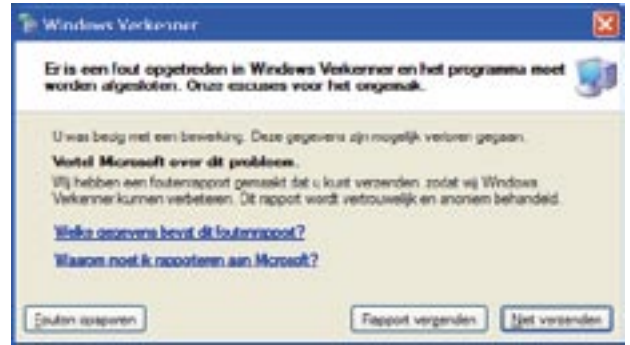 Windows Verkenner
Er is een fout opgetreden in Windows Verkenner en het programma moet
worden afgesloten. Onze excuses voor het ongemak.
U was bezig met een bewerking. Deze gegevens zijn mogelijk verloren gegaan.
Vertel Microsoft over dit probleem.
Wij hebben een foutenrapport gemaakt dat u kunt verzenden zodat wij Windows
Verkenner kunnen verbeteren. Dit rapport wordt vertrouwelijk en anoniem behandeld.
Welke gegevens bevat dit foutenrapport?
Waarom moet ik rapporteren aan Microsoft?
Fouten opsporen
Rapport verzenden
Niet verzenden